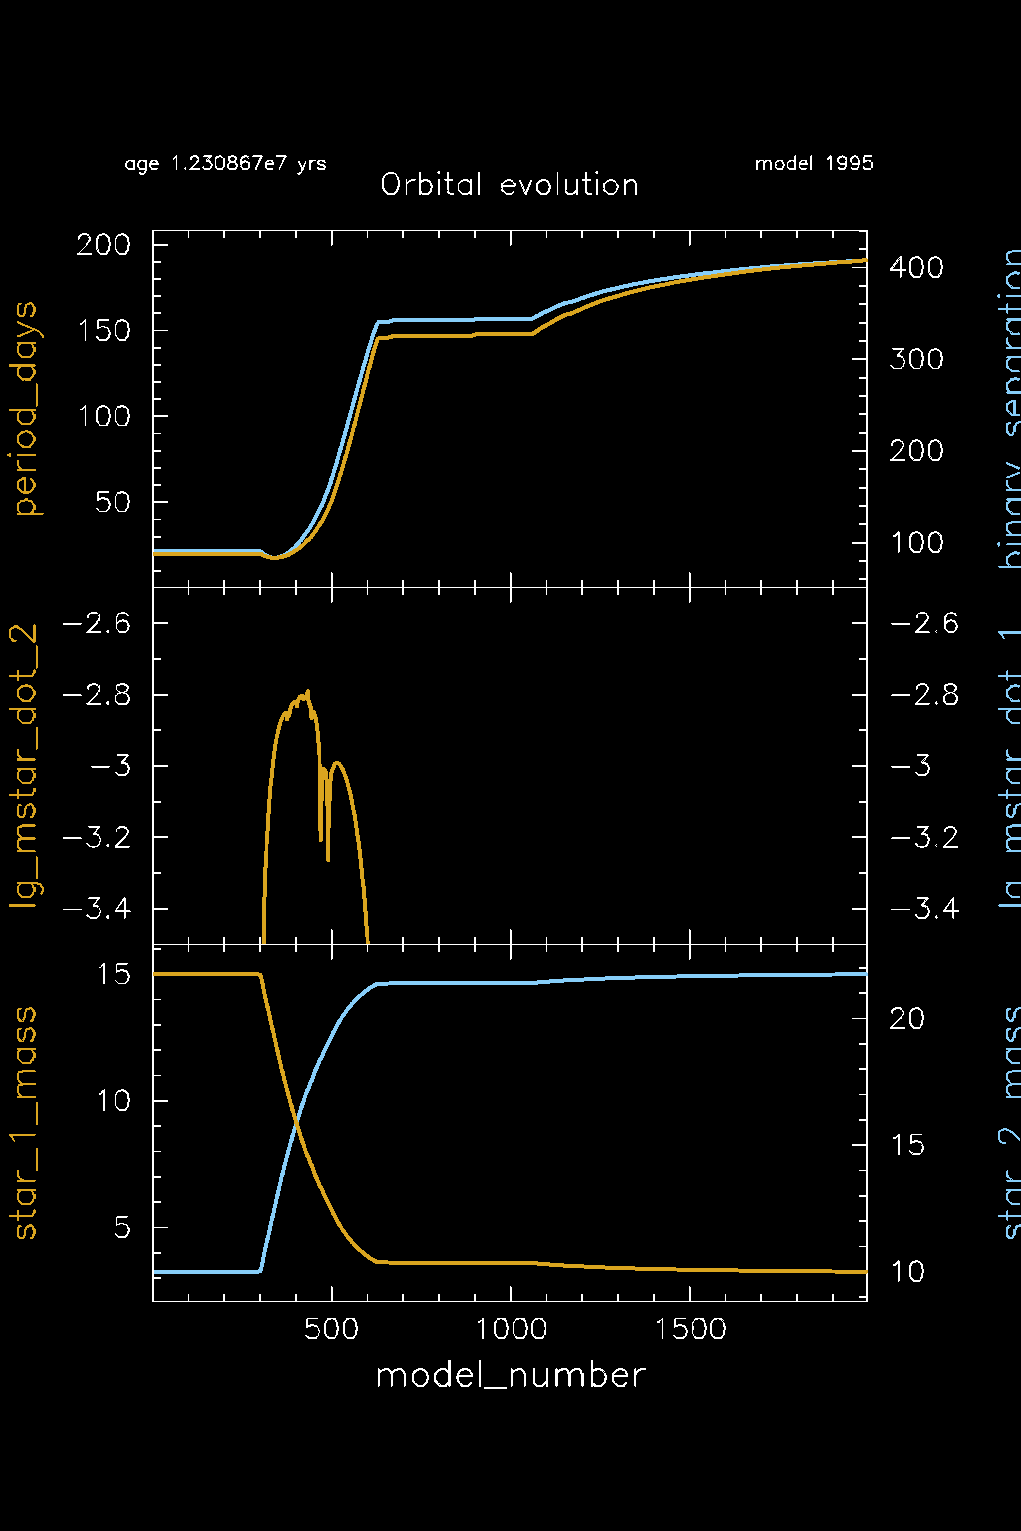 age 1.230867e7 yrs
model 1995
Orbital evolution
period_days
200
150
100
50
400
300
200
100
binary_separation
lg_mstar_dot_2
-2.6
-2.8
-3
-3.2
-3.4
-2.6
-2.8
-3
-3.2
-3.4
lg_mstar_dot_1
star_1_mass
15
10
5
20
15
10
star_2_mass
500 1000 1500
model_number